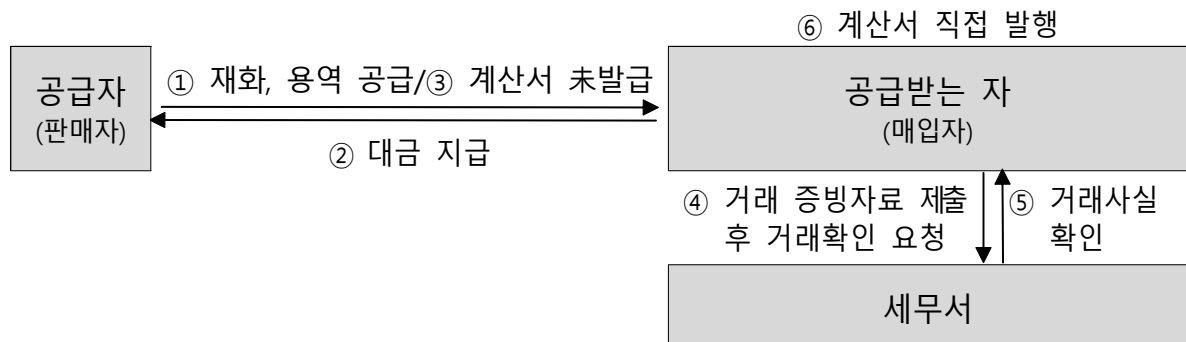 ⑥ 계산서 직접 발행
공급자
(판매자)
① 재화, 용역 공급/③ 계산서 未발급
② 대금 지급
공급받는 자
(매입자)
④ 거래 증빙자료 제출
후 거래확인 요청
⑤ 거래사실
확인
세무서